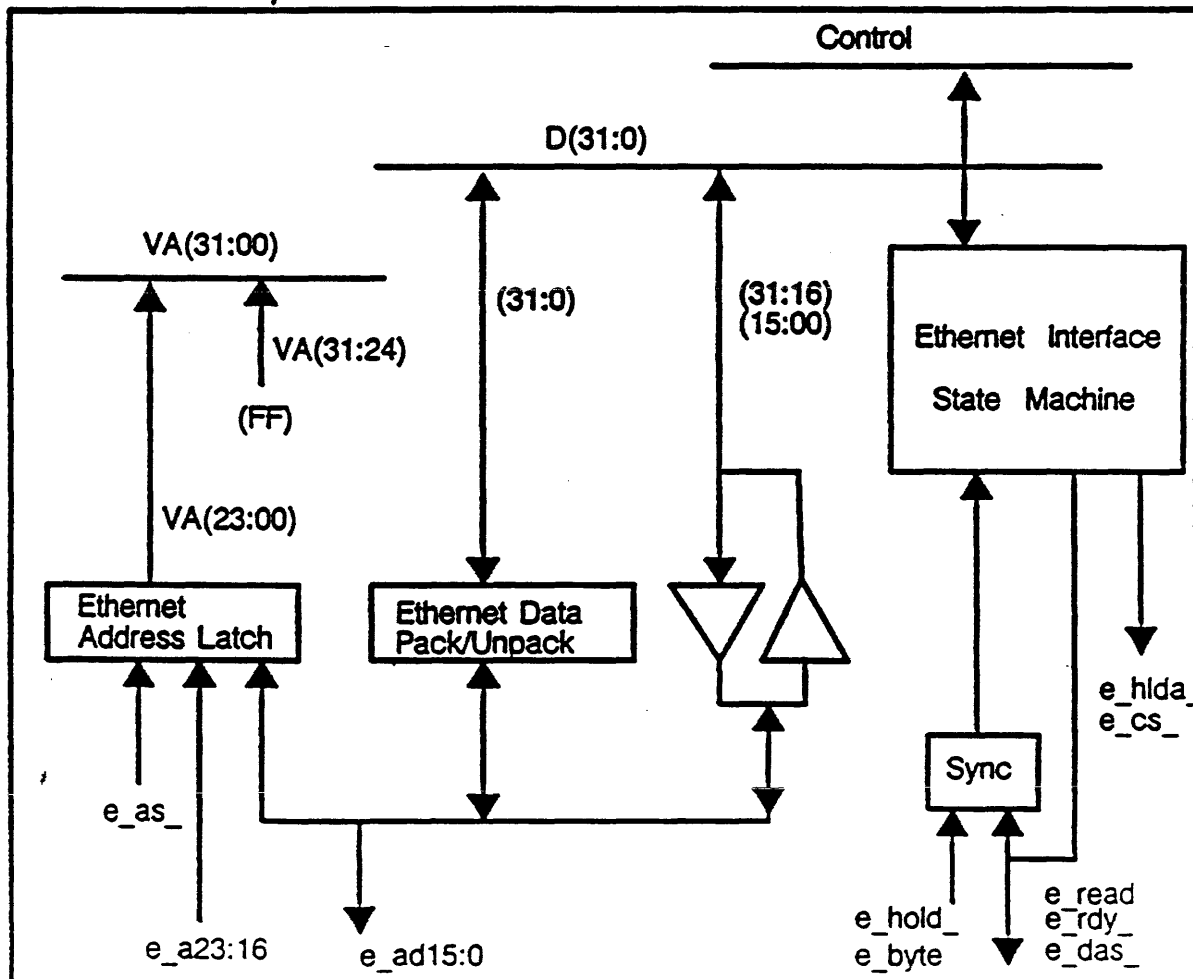 Control
D(31:0)
VA(31:00)
(31:0)
(31:16)
(15:00)
VA(31:24)
(FF)
Ethernet Interface
State Machine
VA(23:00)
Ethernet
Address Latch
Ethernet Data
Pack/Unpack
e_hlda_
e_cs_
Sync
e_as_
e_hold_
e_byte
e_read
e_rdy_
e_das_
e_a23:16
e_ad15:0